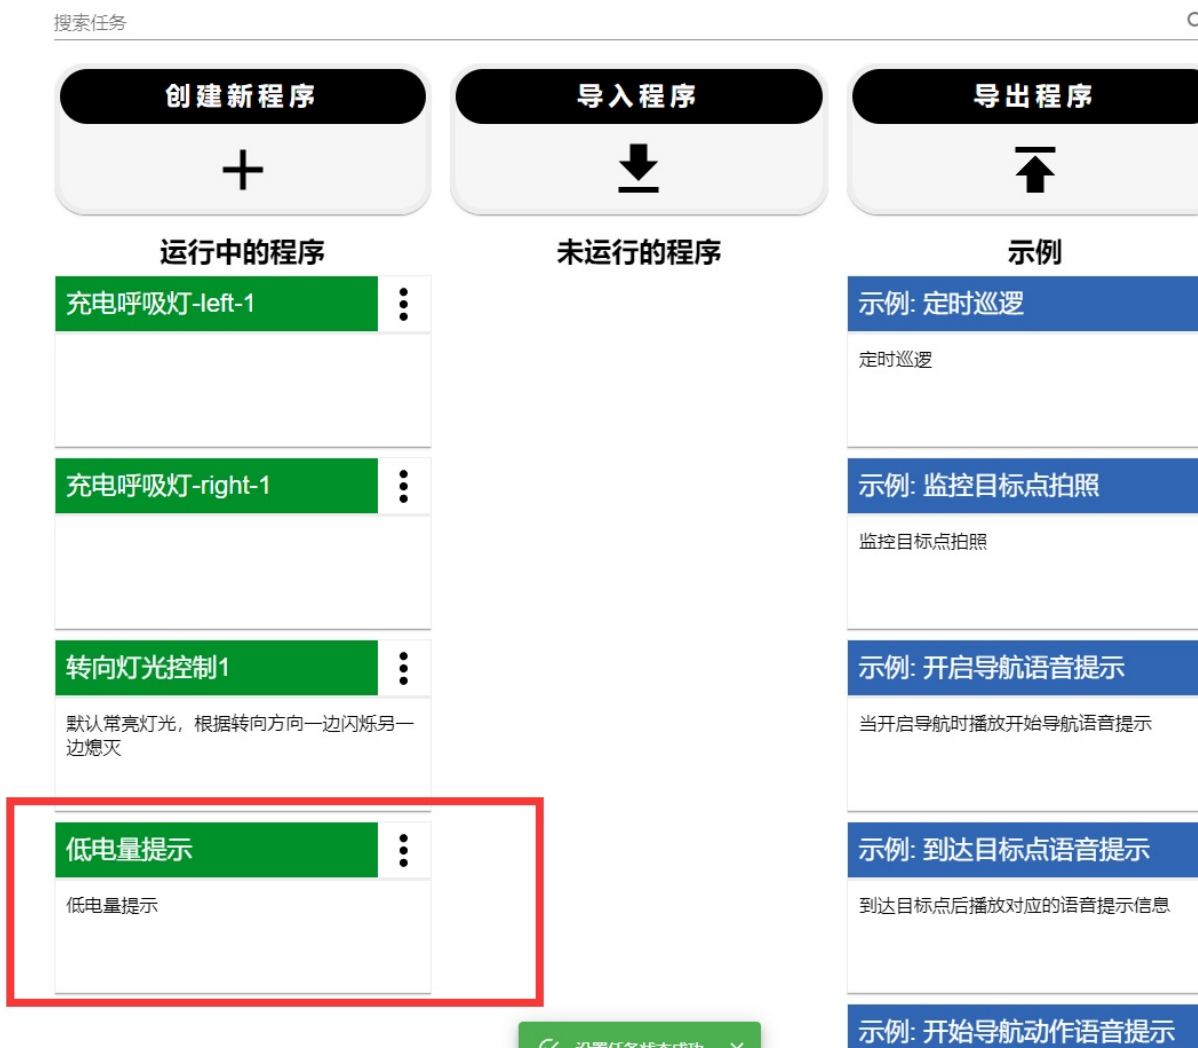 搜索任务
创建新程序
导入程序
导出程序
运行中的程序
未运行的程序
示例
充电呼吸灯-left-1
示例: 定时巡逻
定时巡逻
充电呼吸灯-right-1
示例: 监控目标点拍照
监控目标点拍照
转向灯光控制1
示例: 开启导航语音提示
默认常亮灯光，根据转向方向一边闪烁另一
边熄灭
当开启导航时播放开始导航语音提示
低电量提示
示例: 到达目标点语音提示
低电量提示
到达目标点后播放对应的语音提示信息
示例: 开始导航动作语音提示
设置任务状态成功